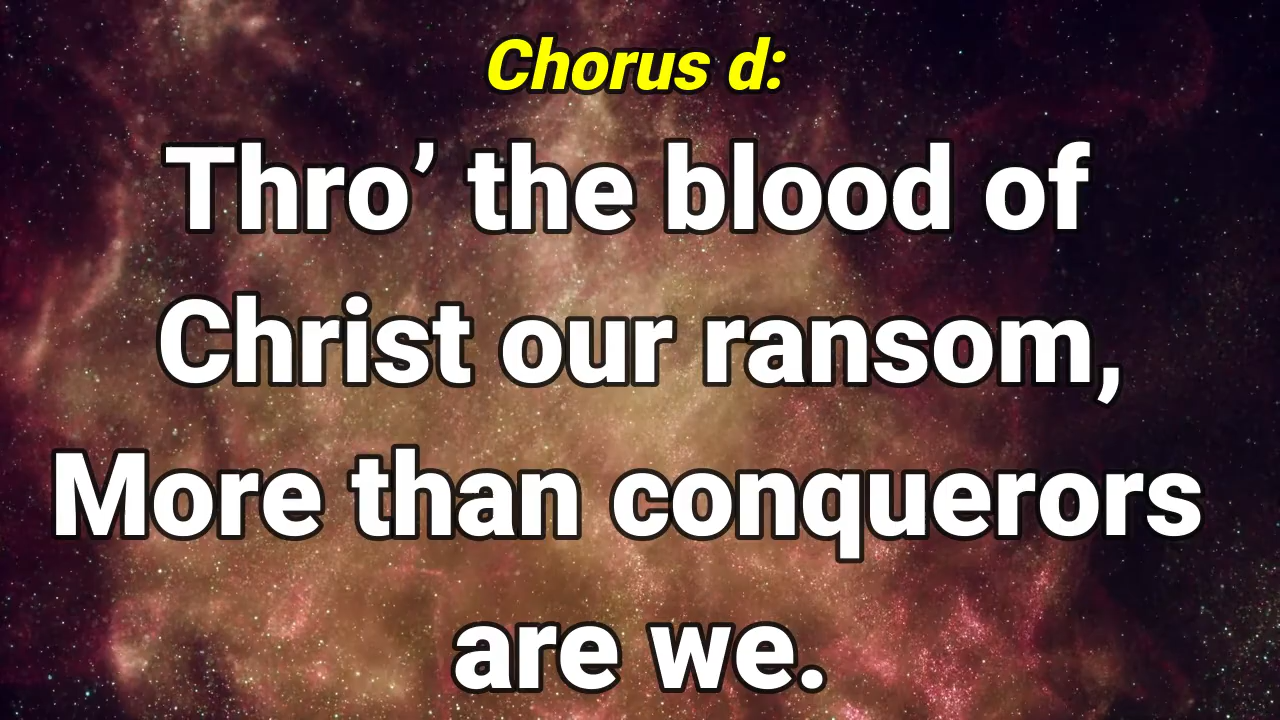 Chorus d:
Thro’ the blood of
Christ our ransom,
More than conquerors
are we.